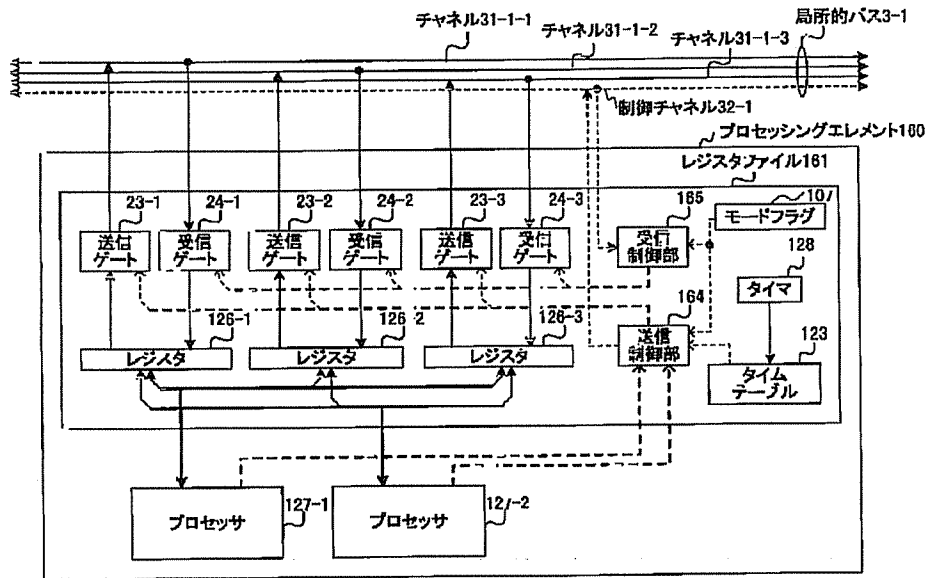 チャネル31-1-1
チャネル31-1-2
チャネル31-1-3
局所的バス3-1
制御チャネル32-1
プロセッシングエレメント160
レジスタファイル161
23-1
24-1
23-2
24-2
23-3
24-3
165
107
送信
ゲート
受信
ゲート
送信
ゲート
受信
ゲート
送信
ゲート
受信
ゲート
受信
制御部
モードフラグ
128
タイマ
164
126-1
126-2
126-3
123
レジスタ
レジスタ
レジスタ
送信
制御部
タイム
テーブル
プロセッサ
127-1
プロセッサ
127-2